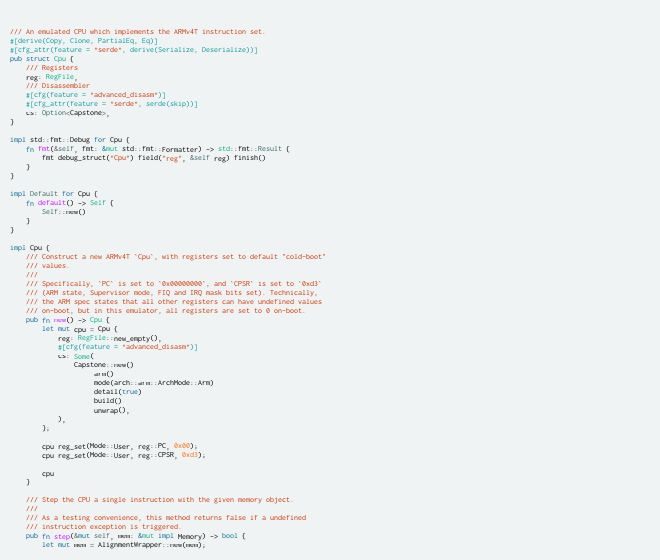 /// An emulated CPU which implements the ARMv4T instruction set.
#[derive(Copy, Clone, PartialEq, Eq)]
#[cfg_attr(feature = "serde", derive(Serialize, Deserialize))]
pub struct Cpu {
    /// Registers
    reg: RegFile,
    /// Disassembler
    #[cfg(feature = "advanced_disasm")]
    #[cfg_attr(feature = "serde", serde(skip))]
    cs: Option<Capstone>,
}

impl std::fmt::Debug for Cpu {
    fn fmt(&self, fmt: &mut std::fmt::Formatter) -> std::fmt::Result {
        fmt debug_struct("Cpu") field("reg", &self reg) finish()
    }
}

impl Default for Cpu {
    fn default() -> Self {
        Self::new()
    }
}

impl Cpu {
    /// Construct a new ARMv4T `Cpu`, with registers set to default "cold-boot"
    /// values.
    ///
    /// Specifically, `PC` is set to `0x00000000`, and `CPSR` is set to `0xd3`
    /// (ARM state, Supervisor mode, FIQ and IRQ mask bits set). Technically,
    /// the ARM spec states that all other registers can have undefined values
    /// on-boot, but in this emulator, all registers are set to 0 on-boot.
    pub fn new() -> Cpu {
        let mut cpu = Cpu {
            reg: RegFile::new_empty(),
            #[cfg(feature = "advanced_disasm")]
            cs: Some(
                Capstone::new()
                     arm()
                     mode(arch::arm::ArchMode::Arm)
                     detail(true)
                     build()
                     unwrap(),
            ),
        };

        cpu reg_set(Mode::User, reg::PC, 0x00);
        cpu reg_set(Mode::User, reg::CPSR, 0xd3);

        cpu
    }

    /// Step the CPU a single instruction with the given memory object.
    ///
    /// As a testing convenience, this method returns false if a undefined
    /// instruction exception is triggered.
    pub fn step(&mut self, mem: &mut impl Memory) -> bool {
        let mut mem = AlignmentWrapper::new(mem);